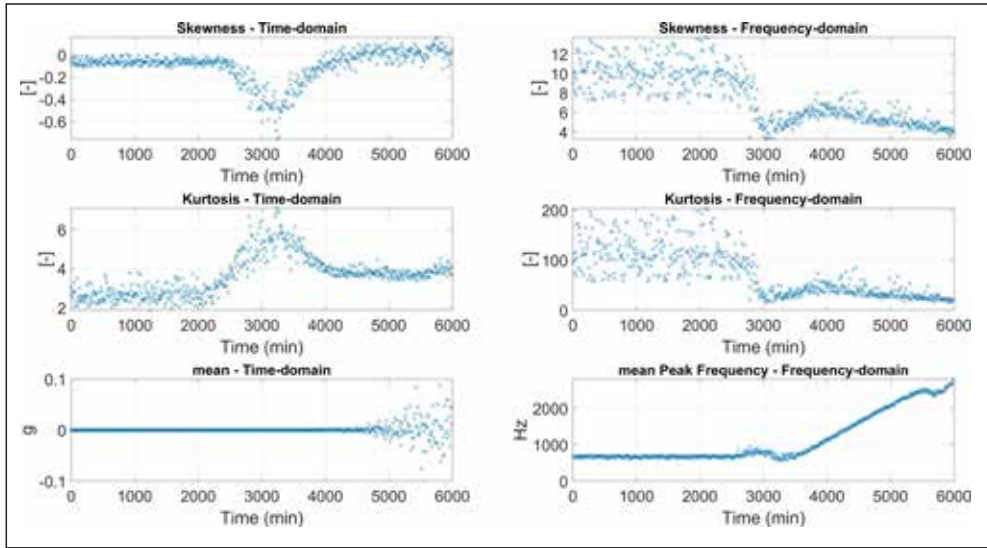 Skewness - Time-domain
0
-0.2
-0.4
-0.6
[-]
0 1000 2000 3000 4000 5000 6000
Time (min)
Skewness - Frequency-domain
12
10
8
6
4
[-]
0 1000 2000 3000 4000 5000 6000
Time (min)
Kurtosis - Time-domain
6
4
2
[-]
0 1000 2000 3000 4000 5000 6000
Time (min)
Kurtosis - Frequency-domain
200
100
0
[-]
0 1000 2000 3000 4000 5000 6000
Time (min)
mean - Time-domain
0.1
0
-0.1
g
0 1000 2000 3000 4000 5000 6000
Time (min)
mean Peak Frequency - Frequency-domain
2000
1000
0
Hz
0 1000 2000 3000 4000 5000 6000
Time (min)